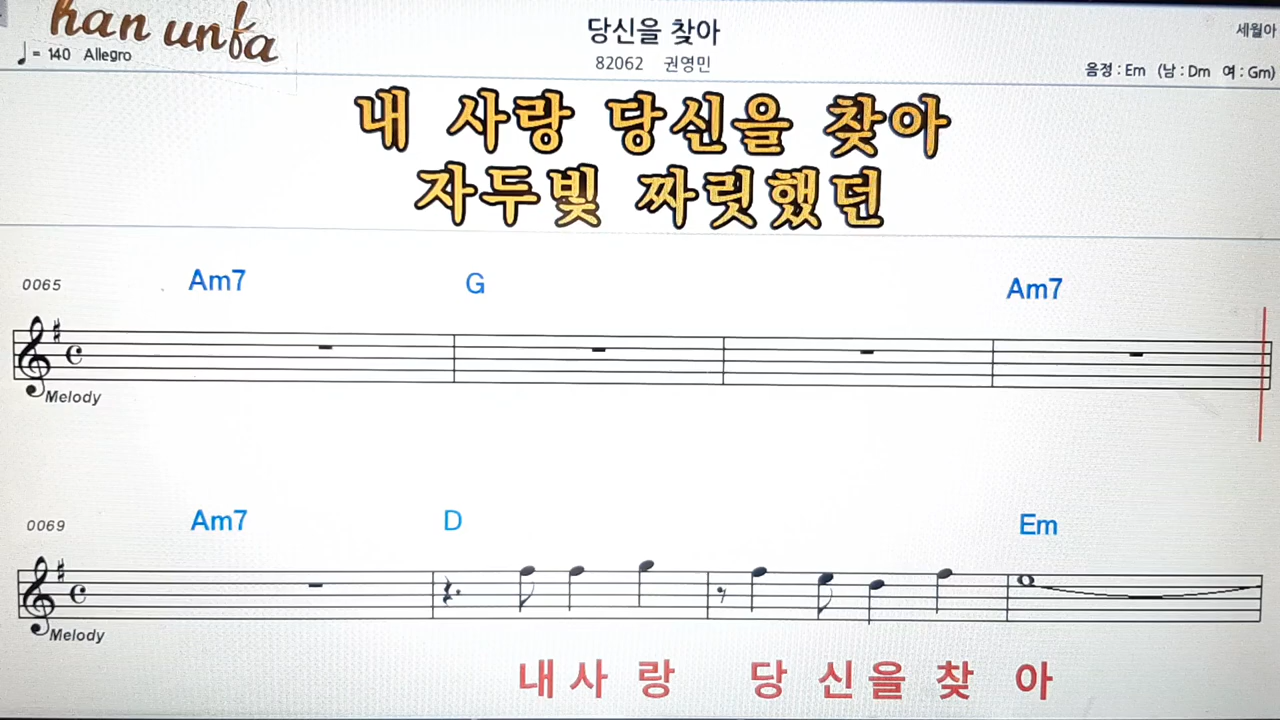 han unfa
♩ = 140 Allegro
당신을 찾아
82062 권영민
세월아
음정 : Em (남 : Dm 여 : Gm)
내 사랑 당신을 찾아
자두빛 짜릿했던
0065 Am7 G Am7
Melody
0069 Am7 D Em
Melody
내 사 랑 당 신 을 찾 아